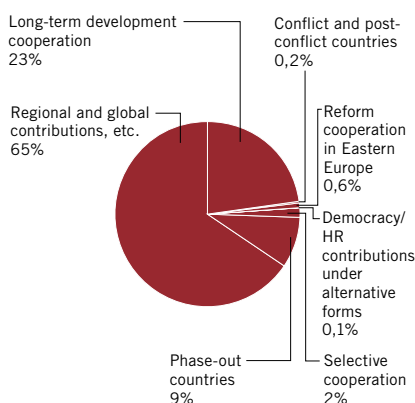 Long-term development
cooperation
23%
Conflict and post-
conflict countries
0,2%
Regional and global
contributions, etc.
65%
Reform
cooperation
in Eastern
Europe
0,6%
Democracy/
HR
contributions
under
alternative
forms
0,1%
Phase-out
countries
9%
Selective
cooperation
2%